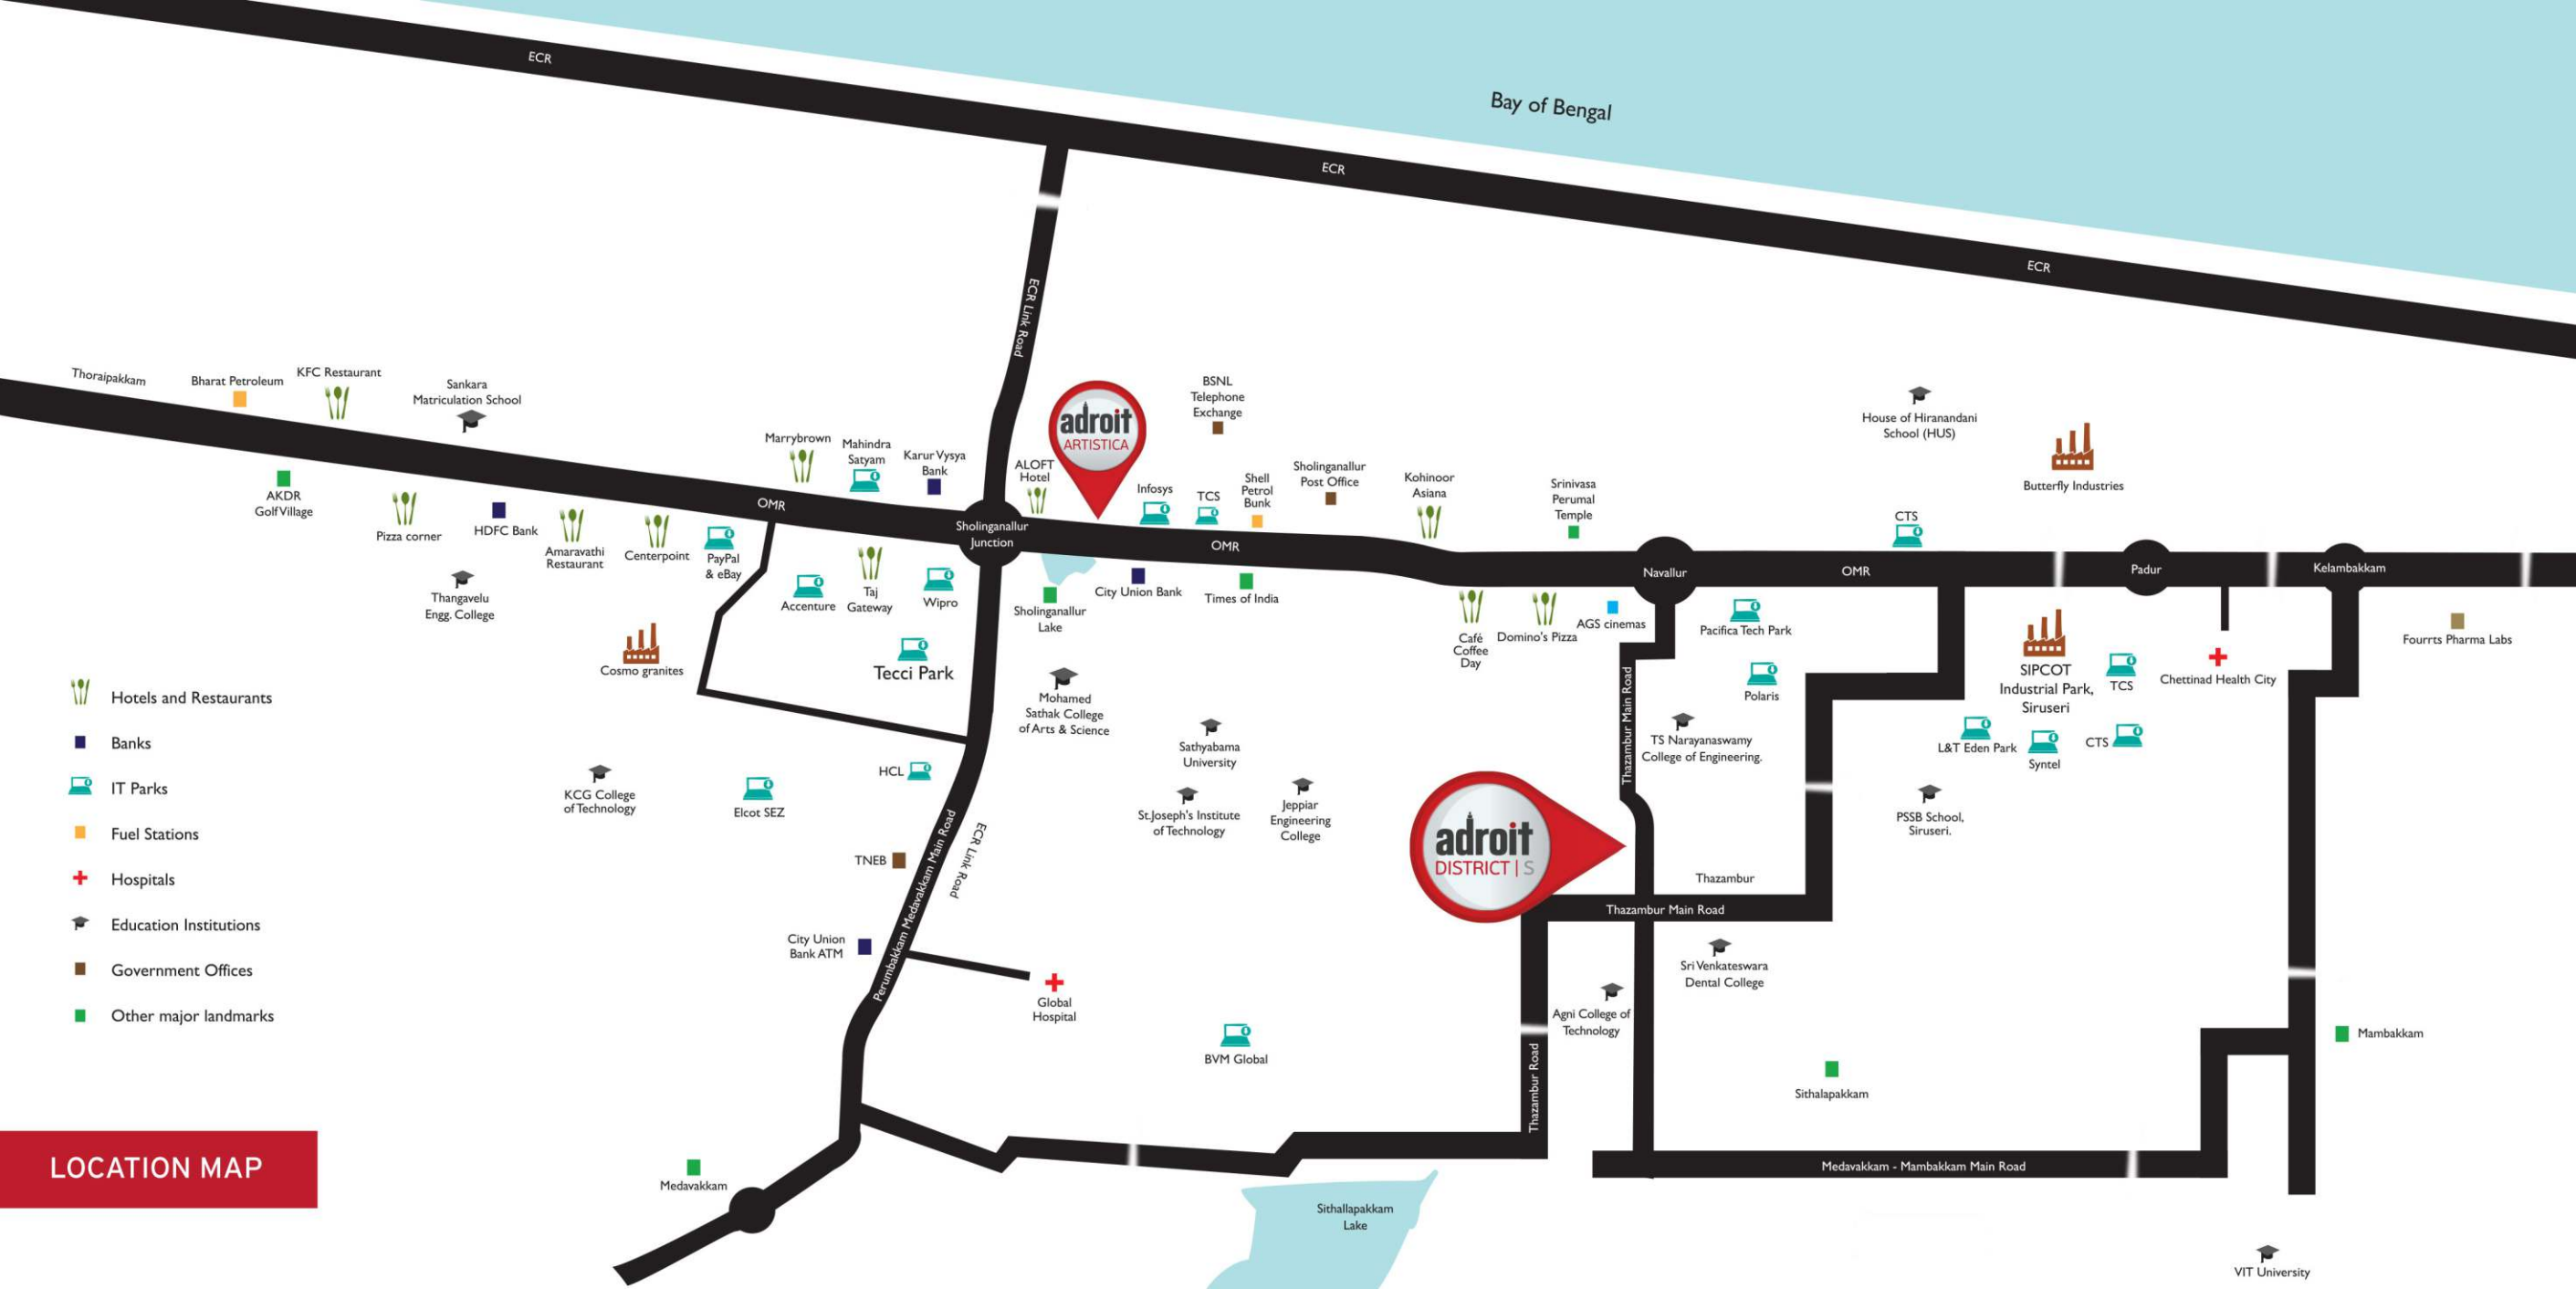 ECR
Bay of Bengal
ECR
ECR
ECR Link Road
Thoraipakkam
Bharat Petroleum
KFC Restaurant
Sankara
Matriculation School
AKDR
Golf Village
Pizza corner
HDFC Bank
Thangavelu
Engg. College
Amaravathi
Restaurant
Centerpoint
PayPal
& eBay
OMR
Marrybrown
Mahindra
Satyam
Karur Vysya
Bank
Accenture
Taj
Gateway
Wipro
Tecci Park
Cosmo granites
Sholinganallur
Junction
ALOFT
Hotel
adroit
ARTISTICA
Infosys
TCS
BSNL
Telephone
Exchange
Shell
Petrol
Bunk
Sholinganallur
Post Office
Kohinoor
Asiana
Srinivasa
Perumal
Temple
OMR
Sholinganallur
Lake
City Union Bank
Times of India
Café
Coffee
Day
Domino's Pizza
AGS cinemas
Navallur
House of Hiranandani
School (HUS)
Butterfly Industries
CTS
OMR
Padur
Kelambakkam
Pacifica Tech Park
Polaris
TS Narayanaswamy
College of Engineering.
SIPCOT
Industrial Park,
Siruseri
TCS
Chettinad Health City
Fourrts Pharma Labs
L&T Eden Park
Syntel
CTS
PSSB School,
Siruseri.
Mohamed
Sathak College
of Arts & Science
Sathyabama
University
St.Joseph's Institute
of Technology
Jeppiar
Engineering
College
adroit
DISTRICT | S
Thazambur Main Road
Thazambur
Thazambur Main Road
Sri Venkateswara
Dental College
Agni College of
Technology
Thazambur Road
Sithalapakkam
Mambakkam
Medavakkam - Mambakkam Main Road
VIT University
KCG College
of Technology
Elcot SEZ
HCL
TNEB
City Union
Bank ATM
Perumbakkam Medavakkam Main Road
ECR Link Road
Global
Hospital
BVM Global
Medavakkam
Sithallapakkam
Lake
Hotels and Restaurants
Banks
IT Parks
Fuel Stations
Hospitals
Education Institutions
Government Offices
Other major landmarks
LOCATION MAP